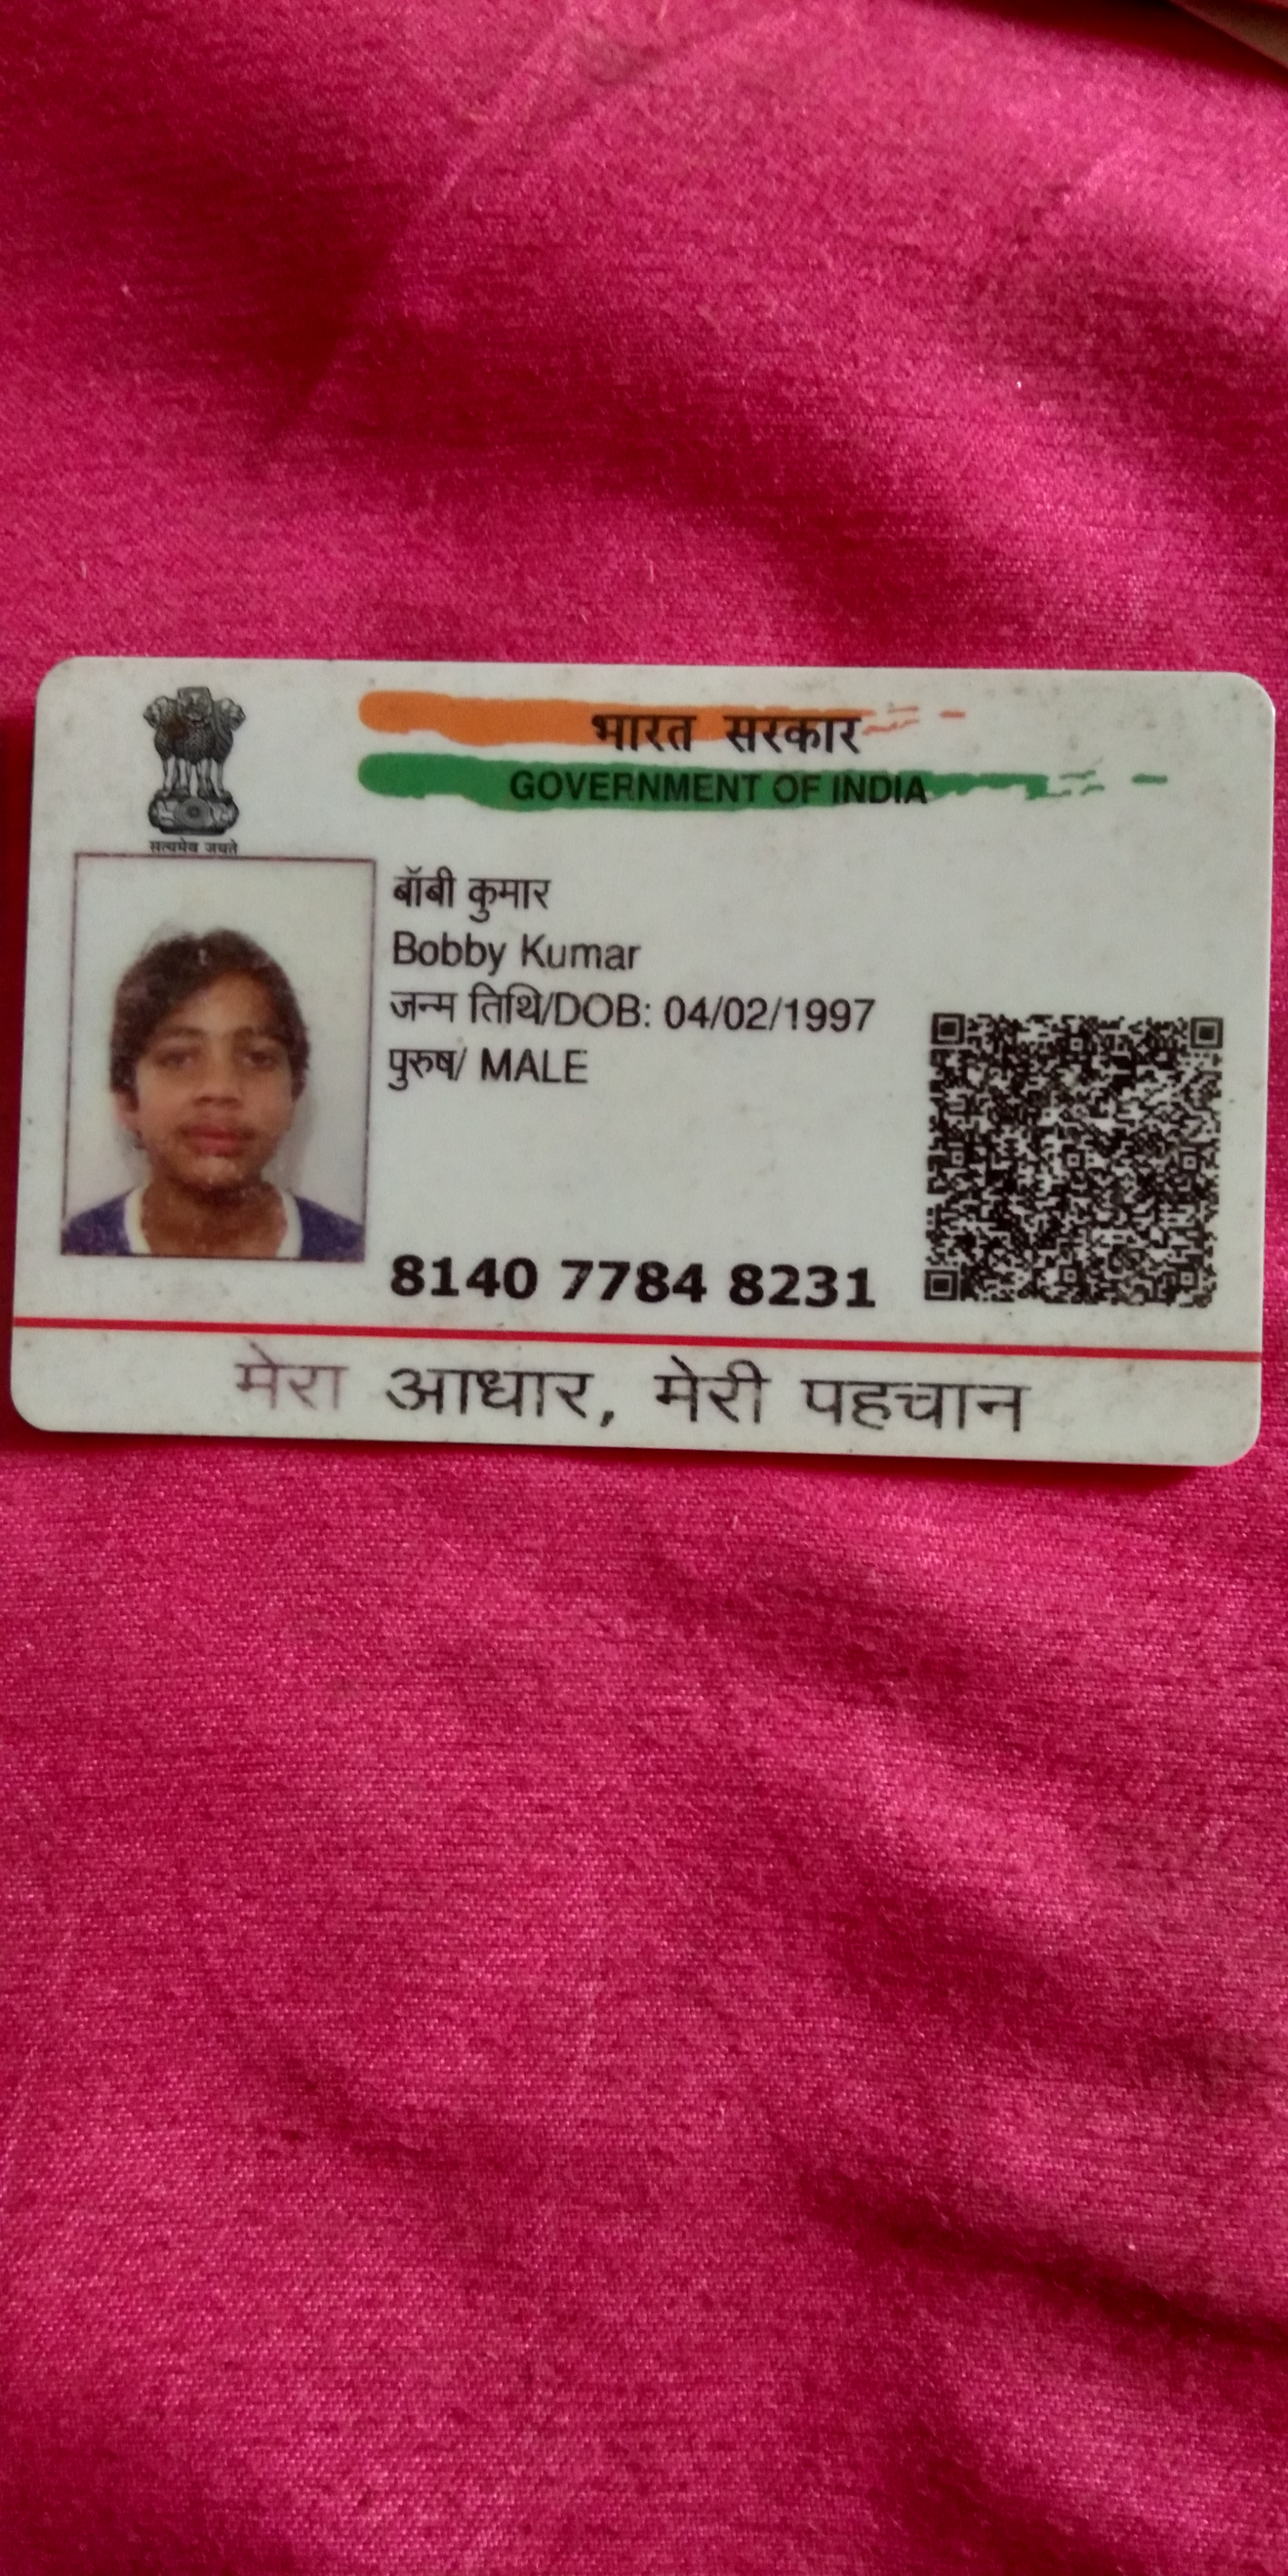 भारत सरकार
GOVERNMENT OF INDIA
सत्यमेव जयते
बॉबी कुमार
Bobby Kumar
जन्म तिथि/DOB: 04/02/1997
पुरुष/ MALE
8140 7784 8231
मेरा आधार, मेरी पहचान